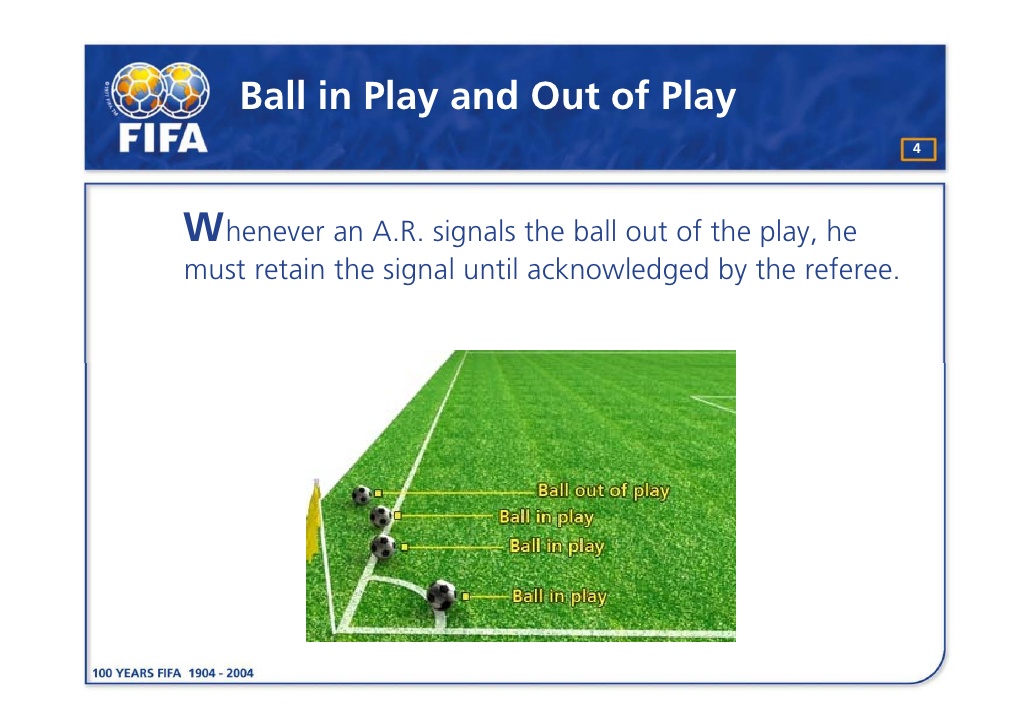 FIFA
Ball in Play and Out of Play
4
Whenever an A.R. signals the ball out of the play, he
must retain the signal until acknowledged by the referee.
Ball out of play
Ball in play
Ball in play
Ball in play
100 YEARS FIFA 1904 - 2004